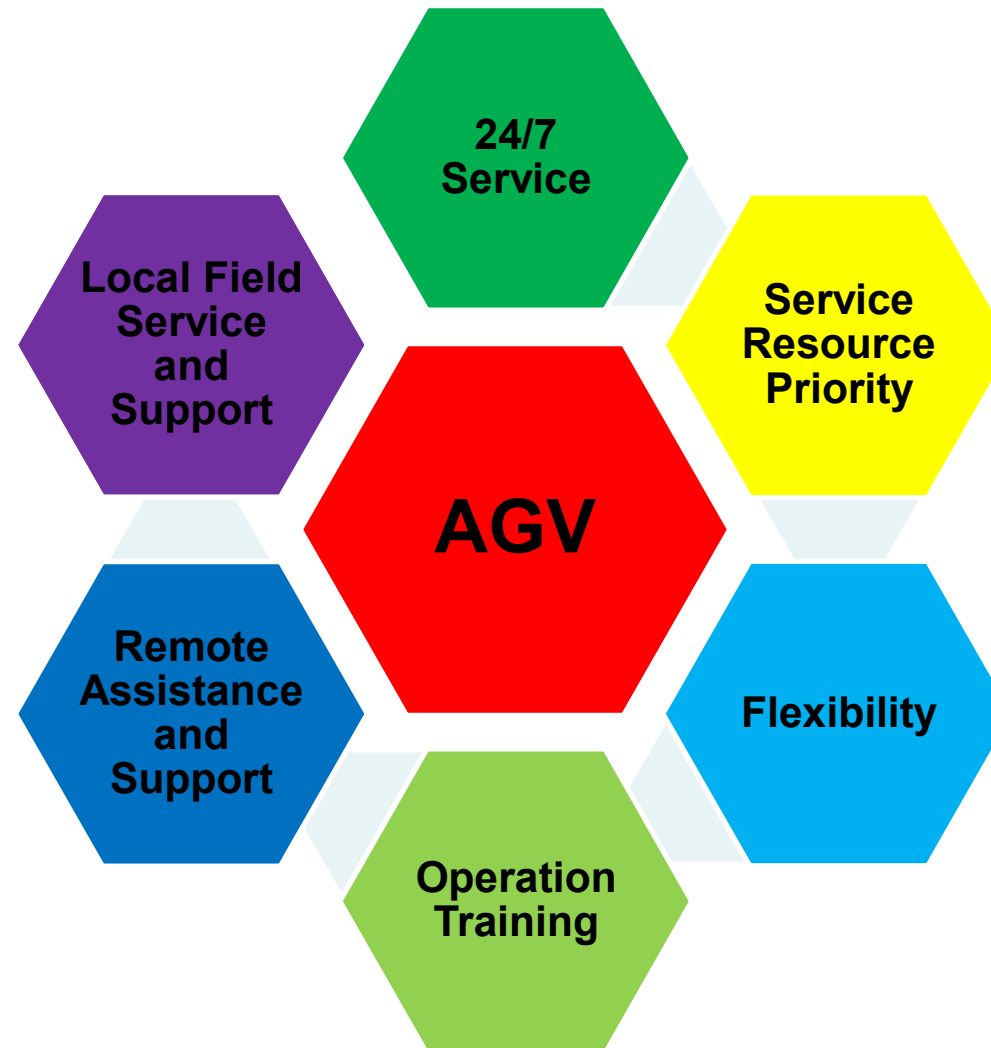 24/7
Service
Service
Resource
Priority
Flexibility
Operation
Training
Remote
Assistance
and
Support
Local Field
Service
and
Support
AGV